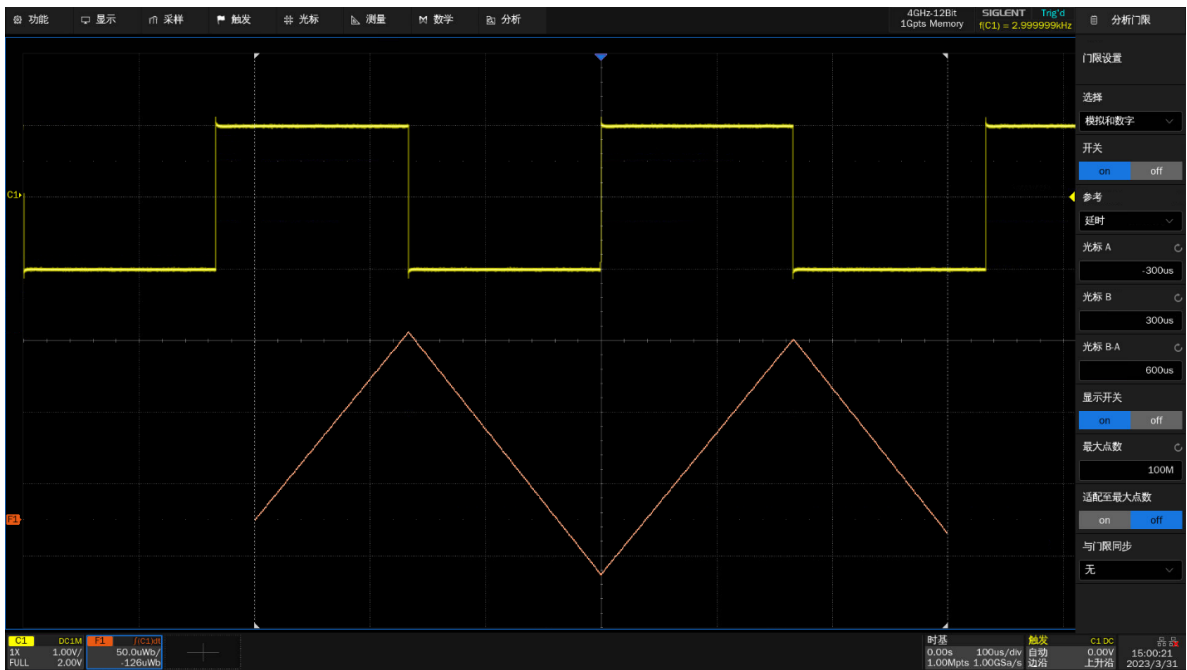 功能 显示 采样 触发 光标 测量 数学 分析
4GHz-12Bit
1Gpts Memory
SIGLENT Trig'd
f(C1) = 2.999999kHz
分析门限
门限设置
选择
模拟和数字
开关
on off
参考
延时
光标 A
-300us
光标 B
300us
光标 B-A
600us
显示开关
on off
最大点数
100M
适配至最大点数
on off
与门限同步
无
C1
F1
C1 DC1M
1X 1.00V/
FULL 2.00V
F1 ∫(C1)dt
50.0uWb/
-126uWb
时基
0.00s 100us/div
1.00Mpts 1.00GSa/s
触发 C1 DC
自动 0.00V
边沿 上升沿
15:00:21
2023/3/31